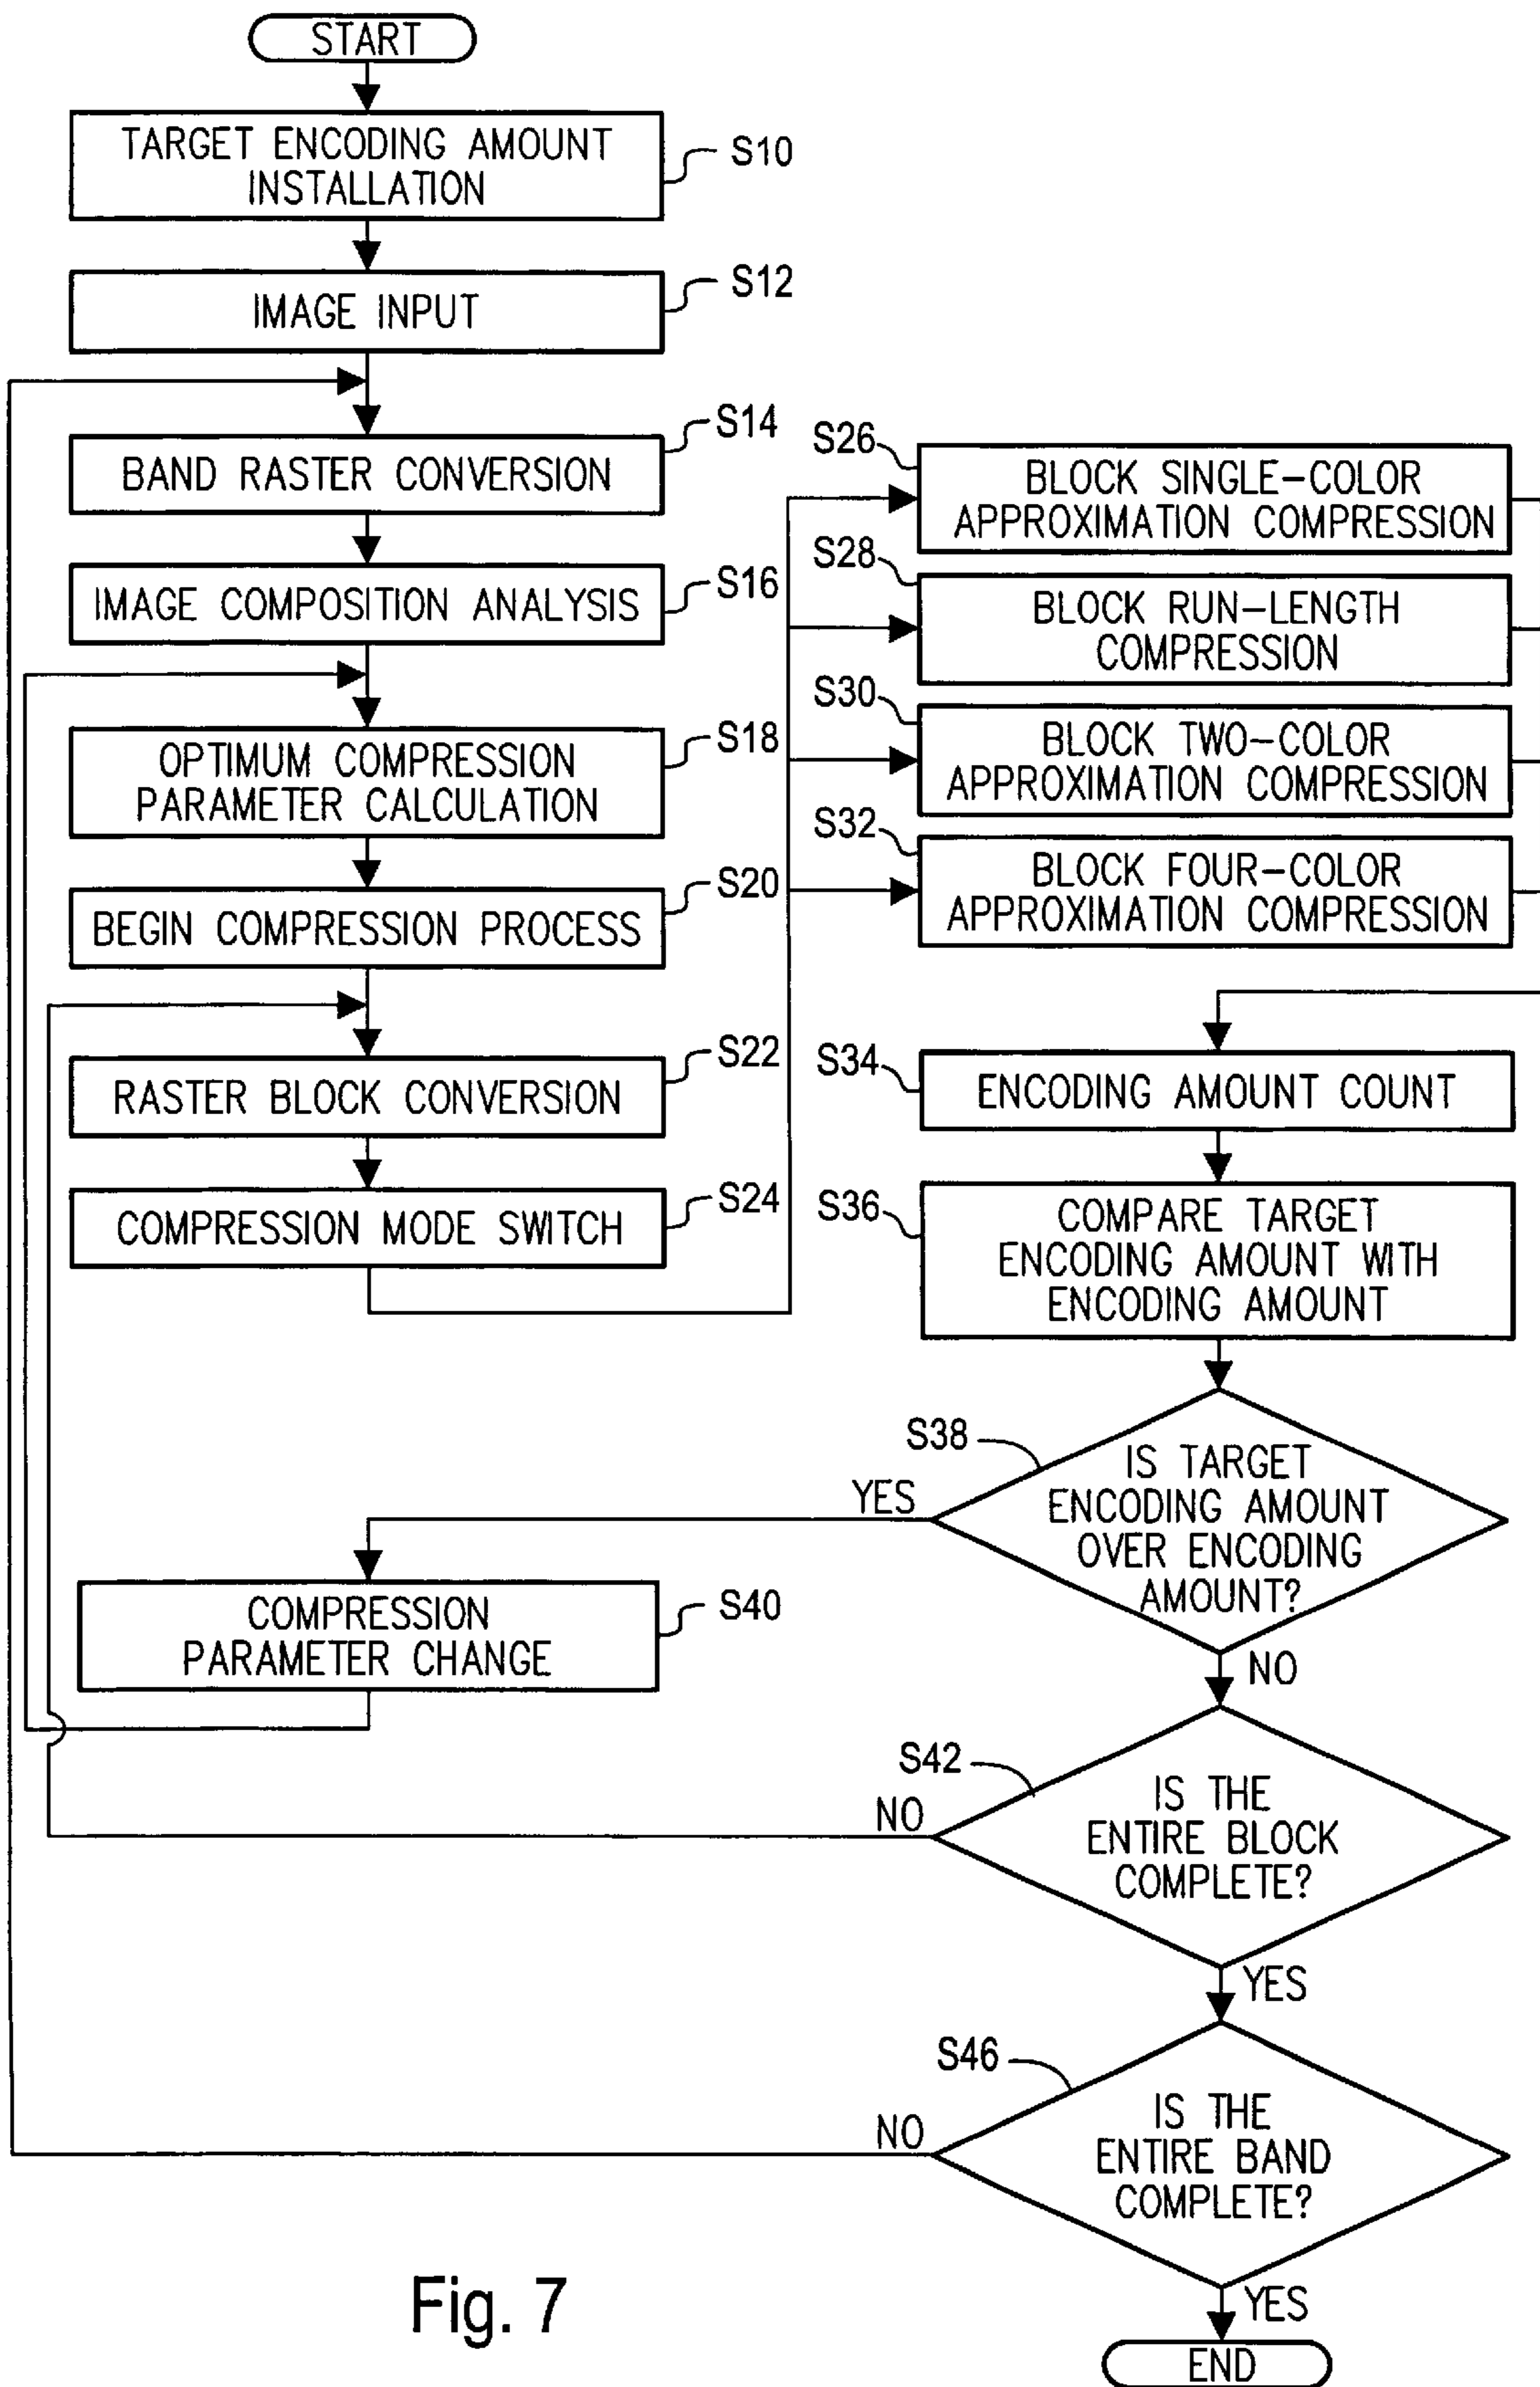 START
TARGET ENCODING AMOUNT
INSTALLATION
S10
IMAGE INPUT
S12
BAND RASTER CONVERSION
S14
IMAGE COMPOSITION ANALYSIS
S16
OPTIMUM COMPRESSION
PARAMETER CALCULATION
S18
BEGIN COMPRESSION PROCESS
S20
RASTER BLOCK CONVERSION
S22
COMPRESSION MODE SWITCH
S24
S26
BLOCK SINGLE-COLOR
APPROXIMATION COMPRESSION
S28
BLOCK RUN-LENGTH
COMPRESSION
S30
BLOCK TWO-COLOR
APPROXIMATION COMPRESSION
S32
BLOCK FOUR-COLOR
APPROXIMATION COMPRESSION
S34
ENCODING AMOUNT COUNT
S36
COMPARE TARGET
ENCODING AMOUNT WITH
ENCODING AMOUNT
S38
IS TARGET
ENCODING AMOUNT
OVER ENCODING
AMOUNT?
YES
NO
COMPRESSION
PARAMETER CHANGE
S40
S42
IS THE
ENTIRE BLOCK
COMPLETE?
NO
YES
S46
IS THE
ENTIRE BAND
COMPLETE?
NO
YES
END
Fig. 7